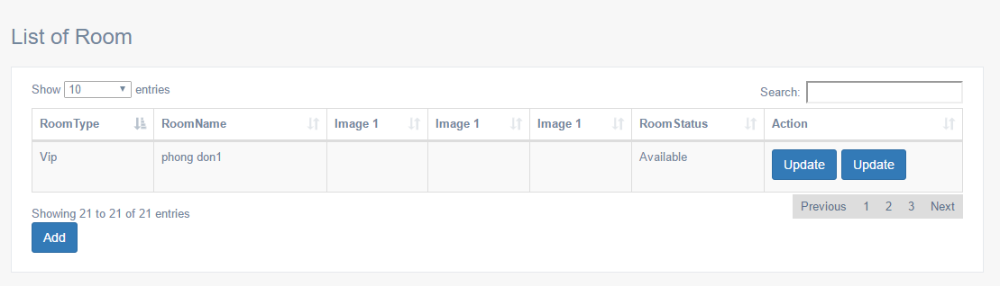 List of Room
Show 10 entries
Search:
RoomType RoomName Image 1 Image 1 Image 1 RoomStatus Action
Vip phong don1 Available Update Update
Showing 21 to 21 of 21 entries
Previous 1 2 3 Next
Add